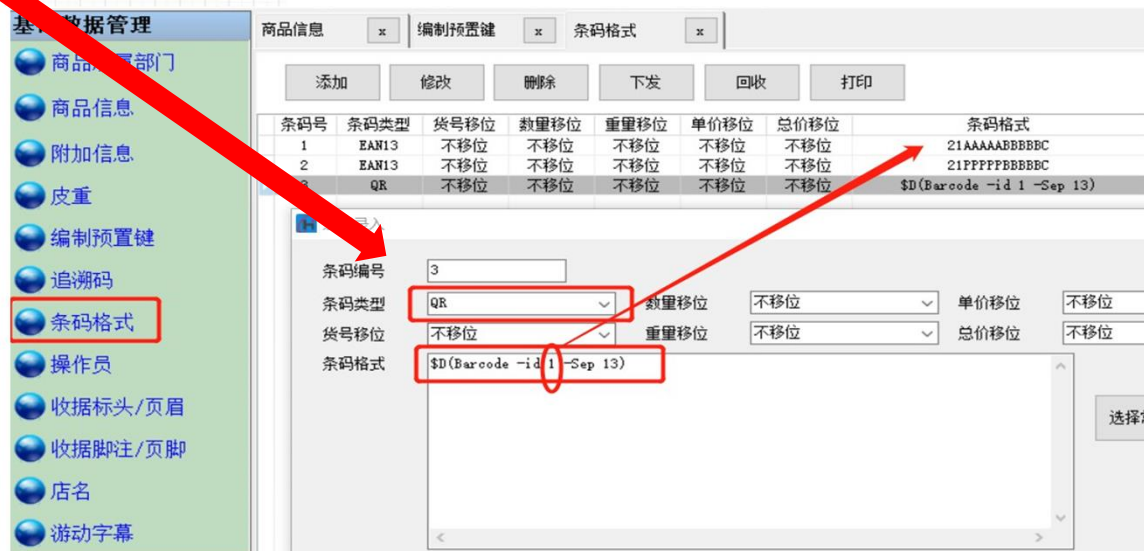 基 数据管理
商品 部门
商品信息
附加信息
皮重
编制预置键
追溯码
条码格式
操作员
收据标头/页眉
收据脚注/页脚
店名
游动字幕
商品信息 x 编制预置键 x 条码格式 x
添加 修改 删除 下发 回收 打印
条码号 条码类型 货号移位 数量移位 重量移位 单价移位 总价移位 条码格式
1 EAN13 不移位 不移位 不移位 不移位 不移位 21AAAAABBBBBC
2 EAN13 不移位 不移位 不移位 不移位 不移位 21PPPPPBBBBBC
QR 不移位 不移位 不移位 不移位 不移位 $D(Barcode -id 1 -Sep 13)
入
条码编号 3
条码类型 QR 数量移位 不移位 单价移位 不移位
货号移位 不移位 重量移位 不移位 总价移位 不移位
条码格式 $D(Barcode -id 1 -Sep 13)
选择